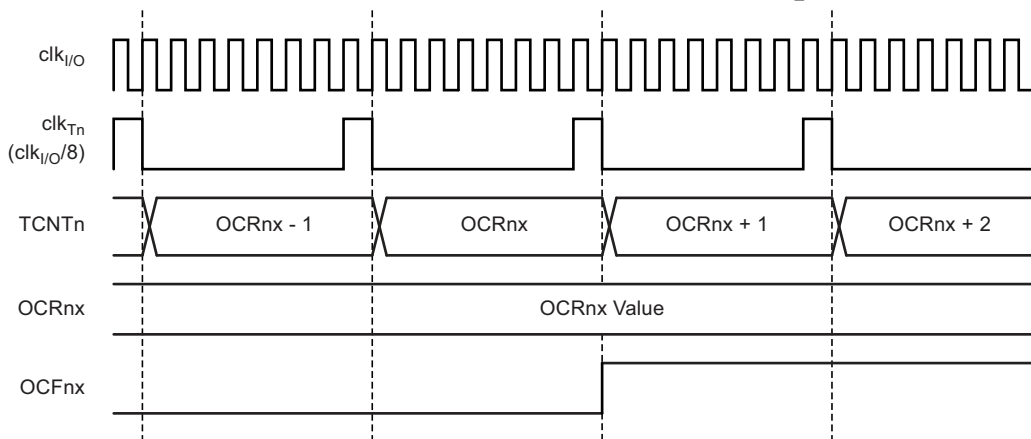 clkI/O
clkTn
(clkI/O/8)
TCNTn
OCRnx - 1
OCRnx
OCRnx + 1
OCRnx + 2
OCRnx
OCRnx Value
OCFnx